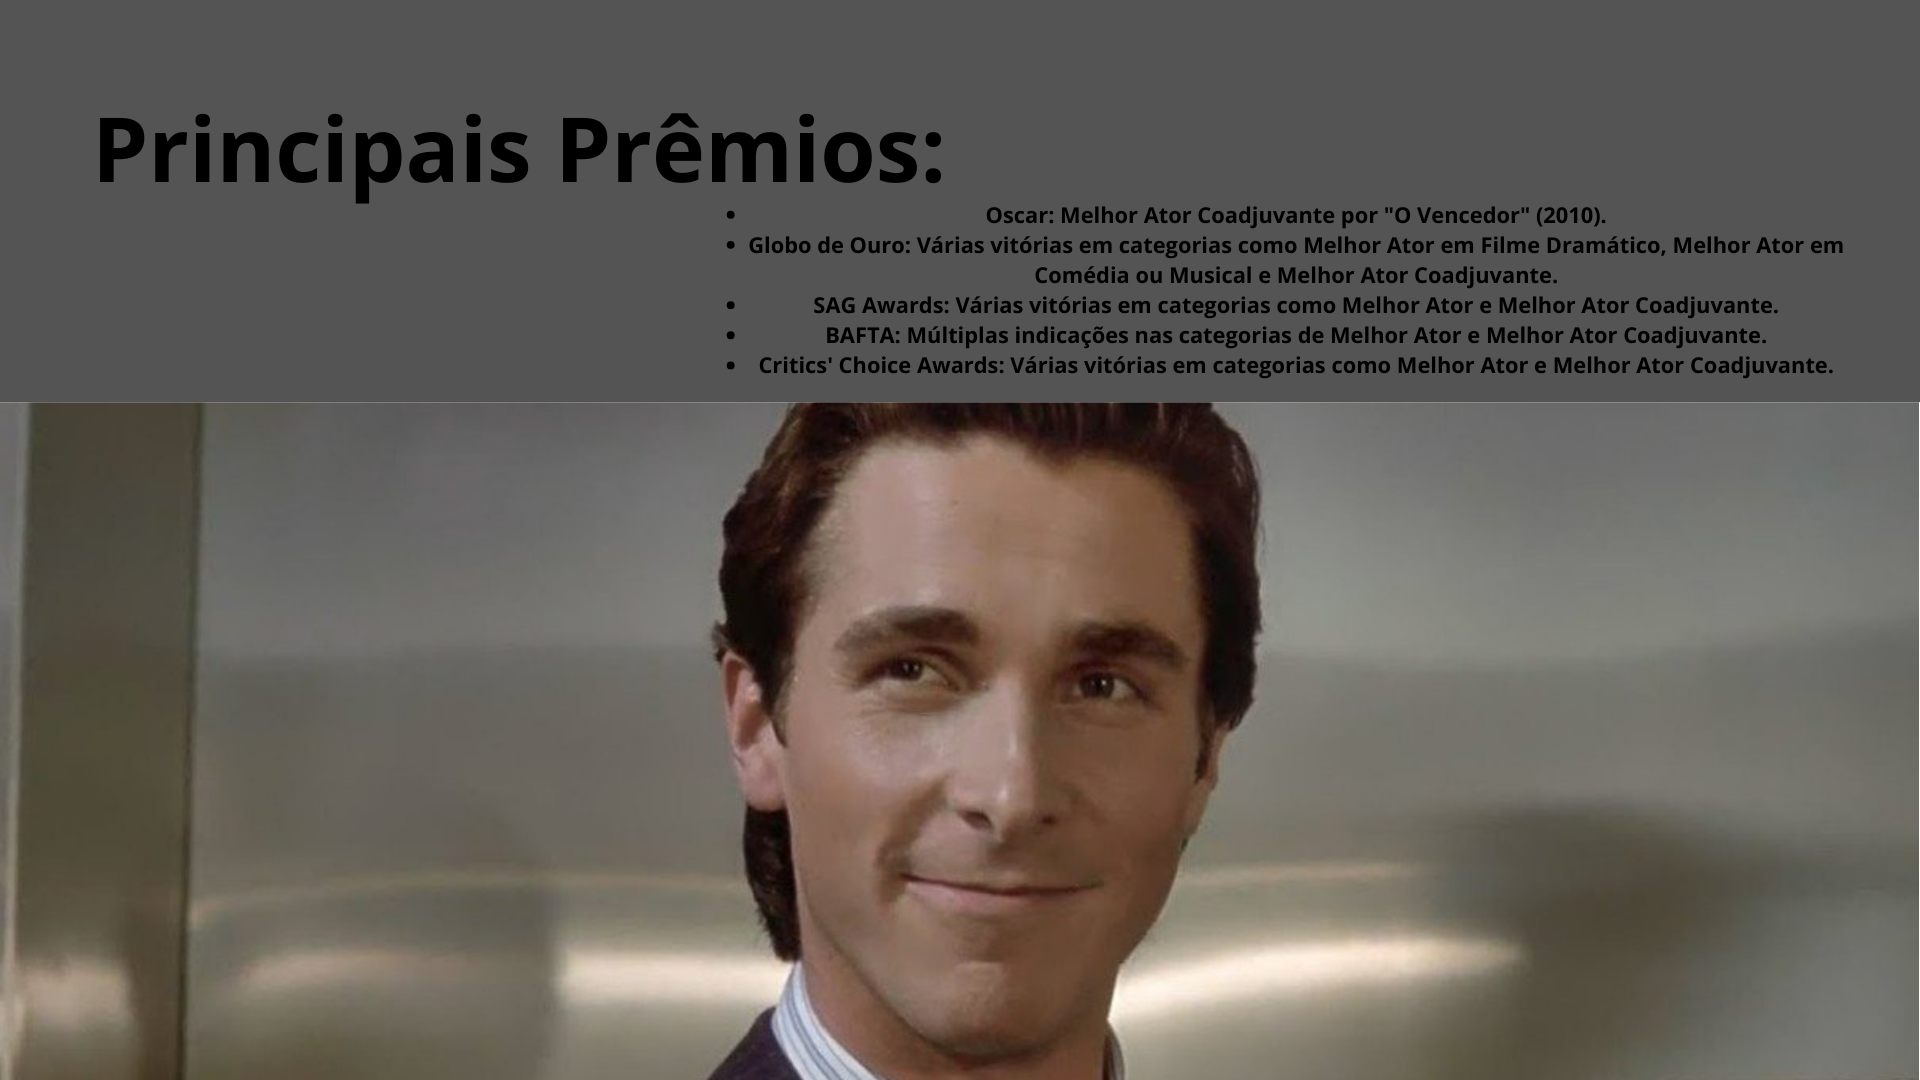 Principais Prêmios:
• Oscar: Melhor Ator Coadjuvante por "O Vencedor" (2010).
• Globo de Ouro: Várias vitórias em categorias como Melhor Ator em Filme Dramático, Melhor Ator em
Comédia ou Musical e Melhor Ator Coadjuvante.
• SAG Awards: Várias vitórias em categorias como Melhor Ator e Melhor Ator Coadjuvante.
• BAFTA: Múltiplas indicações nas categorias de Melhor Ator e Melhor Ator Coadjuvante.
• Critics' Choice Awards: Várias vitórias em categorias como Melhor Ator e Melhor Ator Coadjuvante.